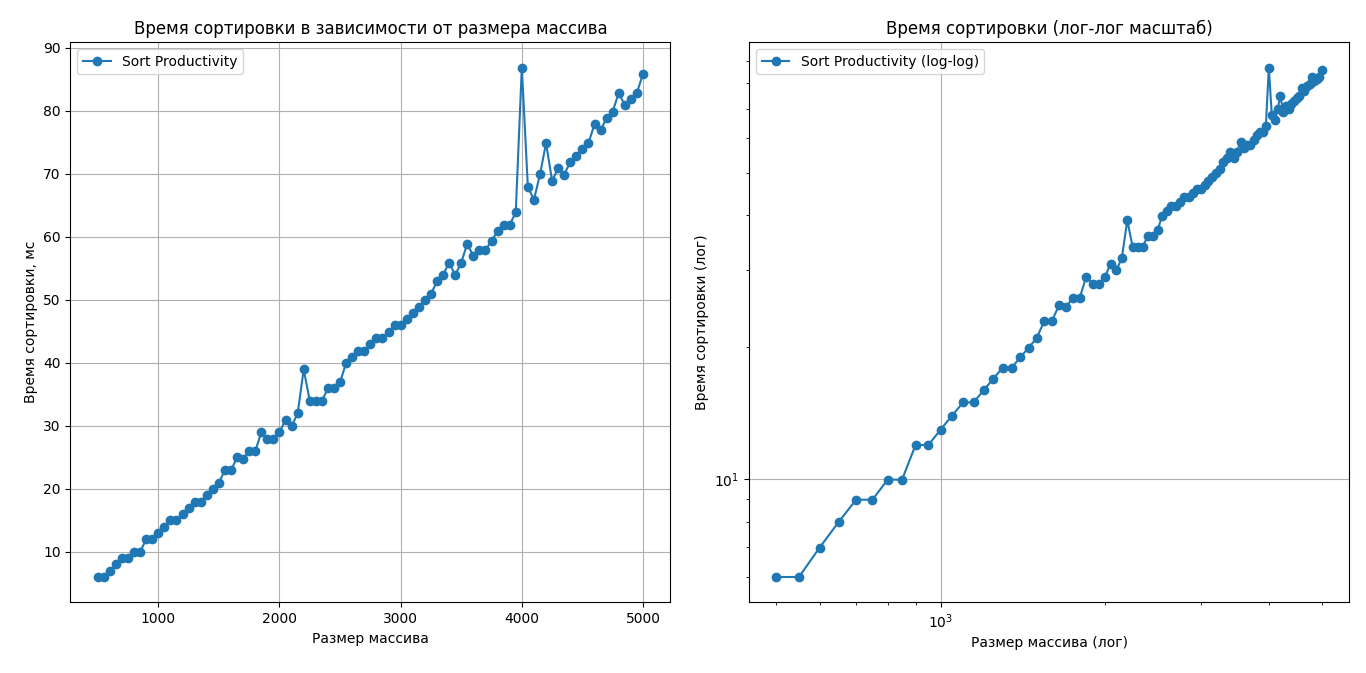 Время сортировки в зависимости от размера массива
Sort Productivity
90
80
70
60
50
40
30
20
10
Время сортировки, мс
1000 2000 3000 4000 5000
Размер массива
Время сортировки (лог-лог масштаб)
Sort Productivity (log-log)
10¹
Время сортировки (лог)
10³
Размер массива (лог)